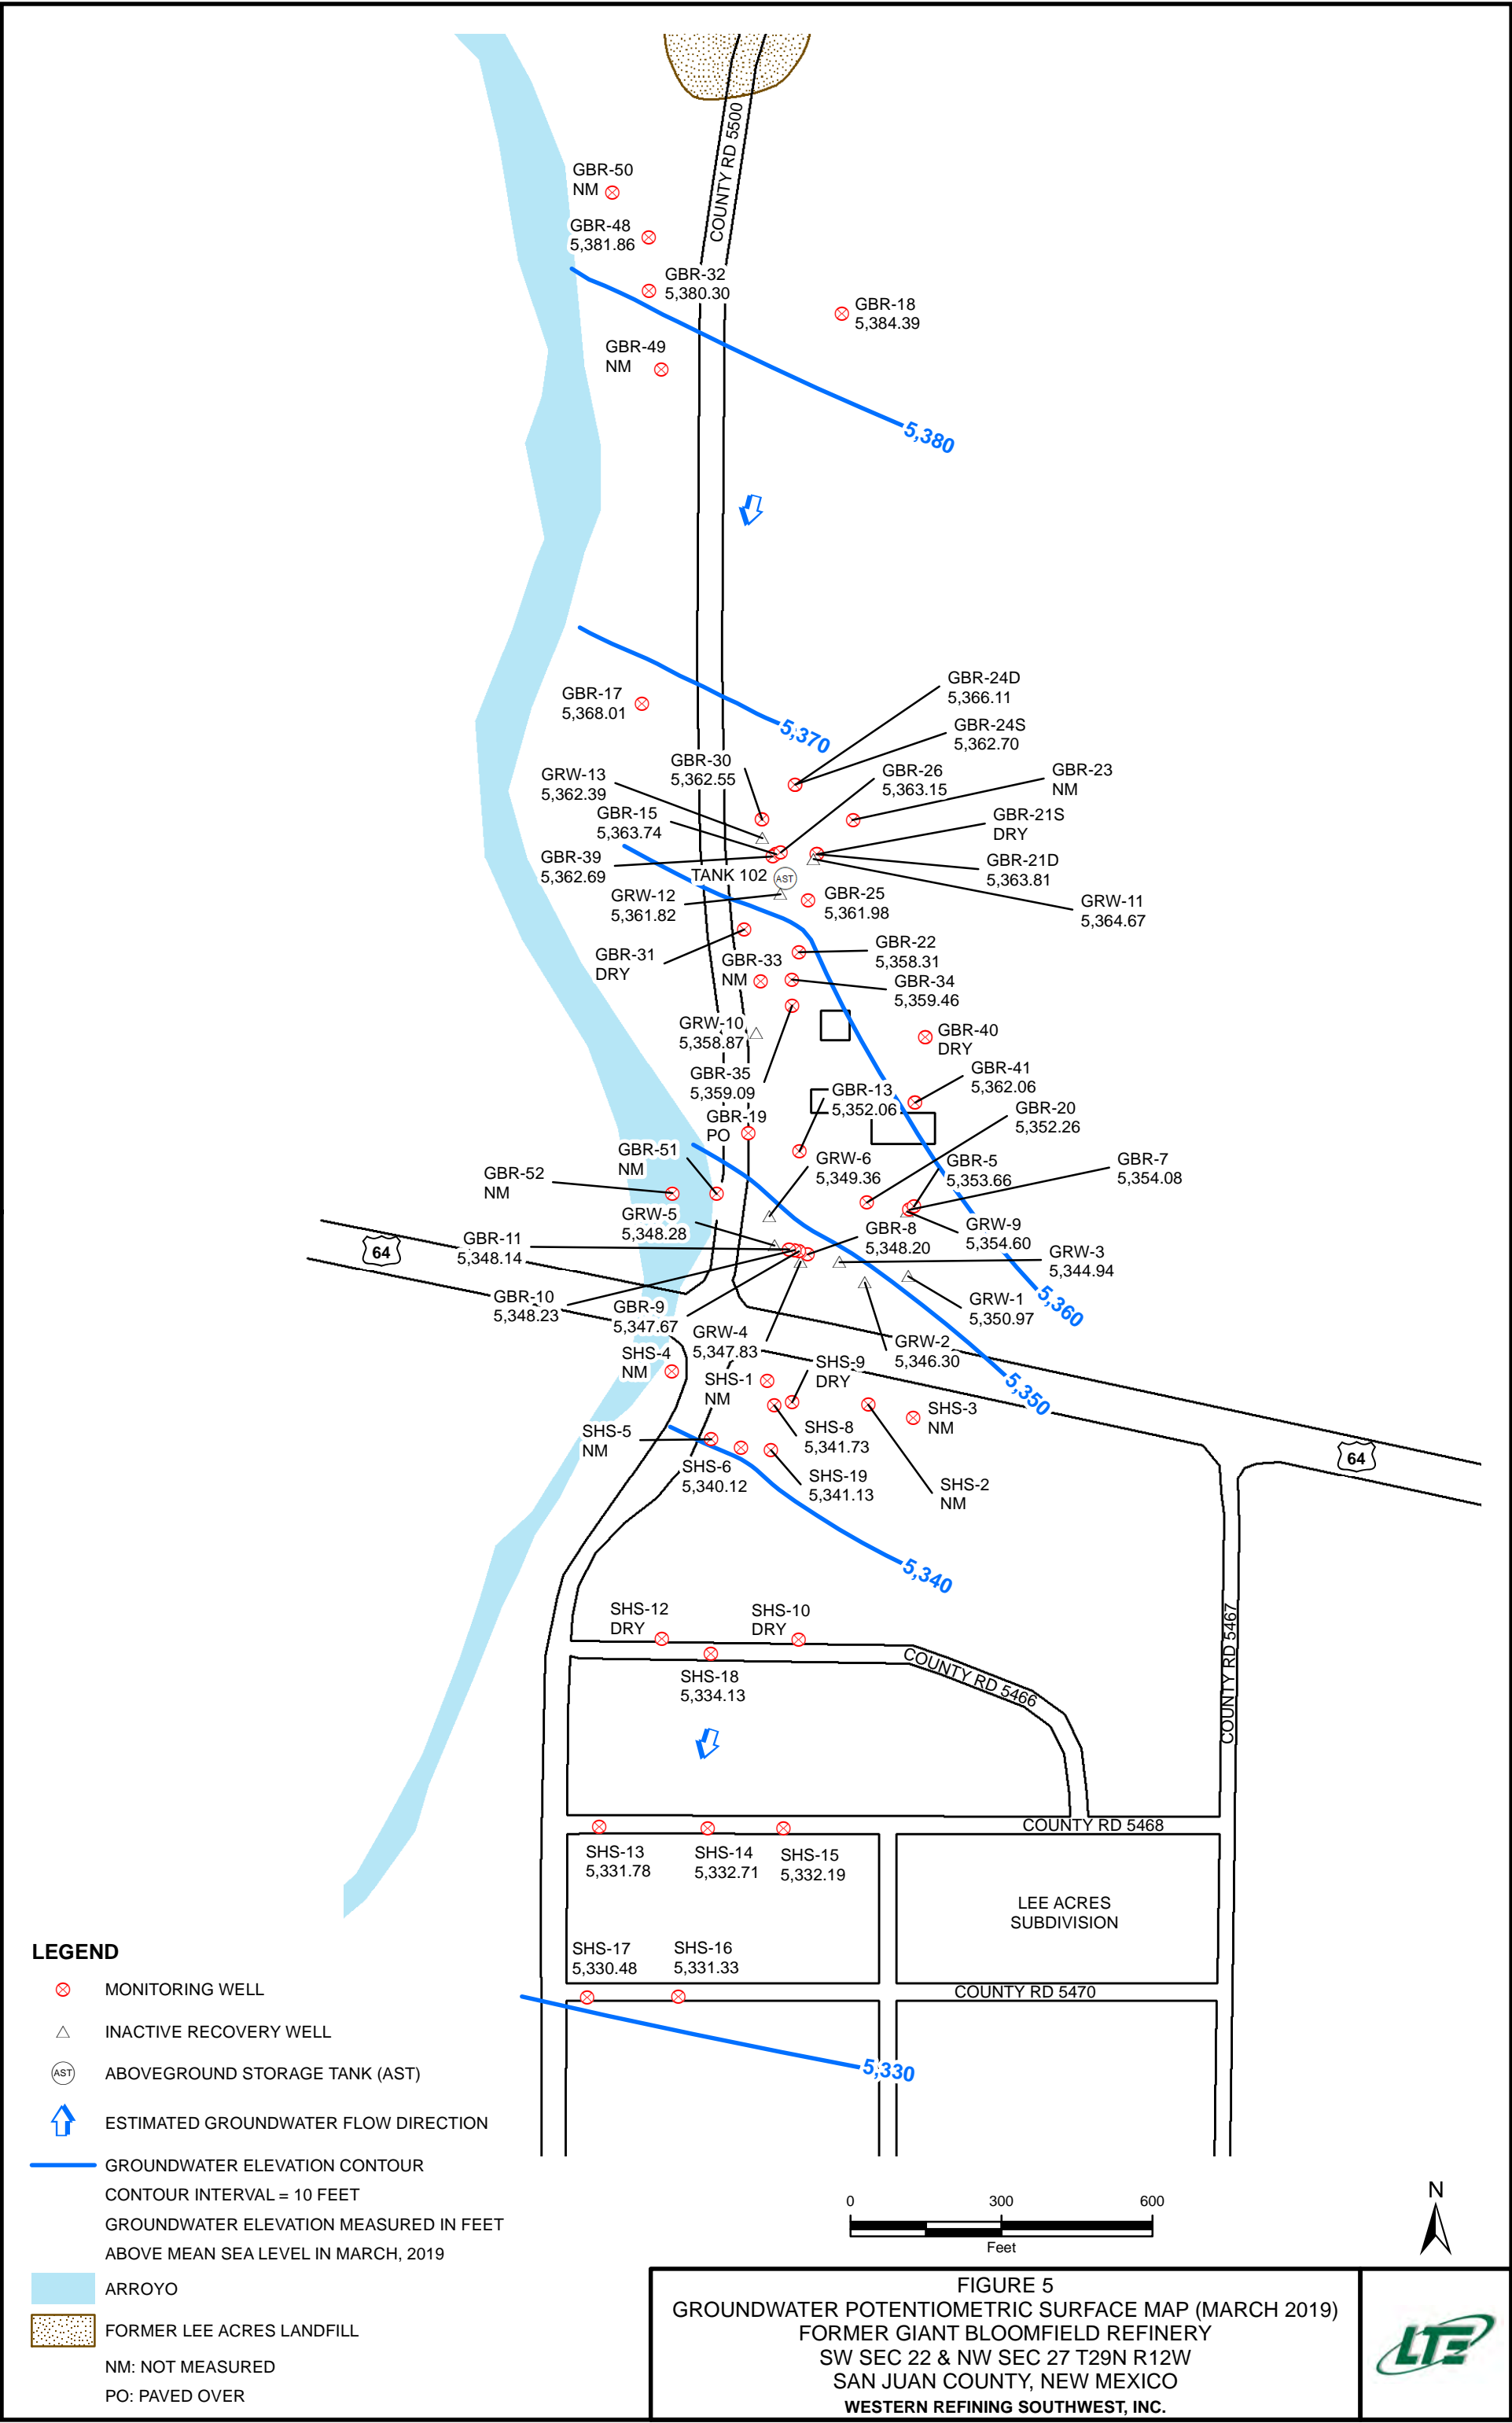 COUNTY RD 5500
GBR-50
NM
GBR-48
5,381.86
GBR-32
5,380.30
GBR-18
5,384.39
GBR-49
NM
5,380
GBR-17
5,368.01
5,370
GBR-24D
5,366.11
GBR-24S
5,362.70
GBR-30
5,362.55
GBR-26
5,363.15
GBR-23
NM
GRW-13
5,362.39
GBR-15
5,363.74
GBR-21S
DRY
GBR-39
5,362.69
GBR-21D
5,363.81
TANK 102
AST
GRW-12
5,361.82
GBR-25
5,361.98
GRW-11
5,364.67
GBR-31
DRY
GBR-22
5,358.31
GBR-33
NM
GBR-34
5,359.46
GRW-10
5,358.87
GBR-40
DRY
GBR-35
5,359.09
GBR-41
5,362.06
GBR-13
5,352.06
GBR-20
5,352.26
GBR-19
PO
GBR-51
NM
GRW-6
5,349.36
GBR-5
5,353.66
GBR-7
5,354.08
GBR-52
NM
GRW-5
5,348.28
GBR-8
5,348.20
GRW-9
5,354.60
GBR-11
5,348.14
64
GRW-3
5,344.94
GBR-10
5,348.23
GBR-9
5,347.67
GRW-1
5,350.97
5,360
GRW-4
5,347.83
GRW-2
5,346.30
SHS-4
NM
SHS-9
DRY
SHS-1
NM
5,350
SHS-3
NM
SHS-8
5,341.73
SHS-5
NM
64
SHS-6
5,340.12
SHS-19
5,341.13
SHS-2
NM
5,340
SHS-12
DRY
SHS-10
DRY
COUNTY RD 5467
COUNTY RD 5466
SHS-18
5,334.13
COUNTY RD 5468
SHS-13
5,331.78
SHS-14
5,332.71
SHS-15
5,332.19
LEE ACRES
SUBDIVISION
SHS-17
5,330.48
SHS-16
5,331.33
COUNTY RD 5470
5,330
LEGEND
MONITORING WELL
INACTIVE RECOVERY WELL
AST
ABOVEGROUND STORAGE TANK (AST)
ESTIMATED GROUNDWATER FLOW DIRECTION
GROUNDWATER ELEVATION CONTOUR
CONTOUR INTERVAL = 10 FEET
GROUNDWATER ELEVATION MEASURED IN FEET
ABOVE MEAN SEA LEVEL IN MARCH, 2019
ARROYO
FORMER LEE ACRES LANDFILL
NM: NOT MEASURED
PO: PAVED OVER
0 300 600
Feet
N
FIGURE 5
GROUNDWATER POTENTIOMETRIC SURFACE MAP (MARCH 2019)
FORMER GIANT BLOOMFIELD REFINERY
SW SEC 22 & NW SEC 27 T29N R12W
SAN JUAN COUNTY, NEW MEXICO
WESTERN REFINING SOUTHWEST, INC.
LTE